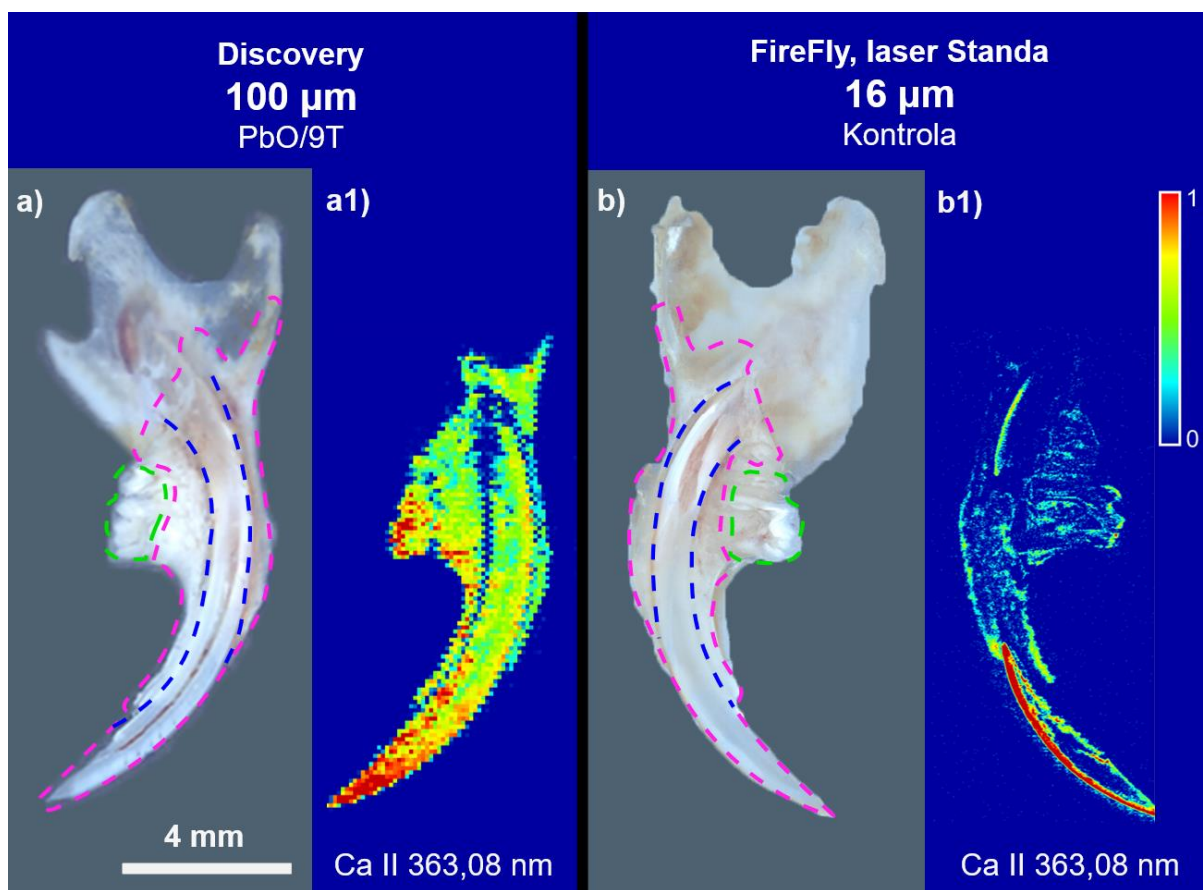 Discovery
100 µm
PbO/9T
FireFly, laser Standa
16 µm
Kontrola
a)
a1)
b)
b1)
1
0
4 mm
Ca II 363,08 nm
Ca II 363,08 nm